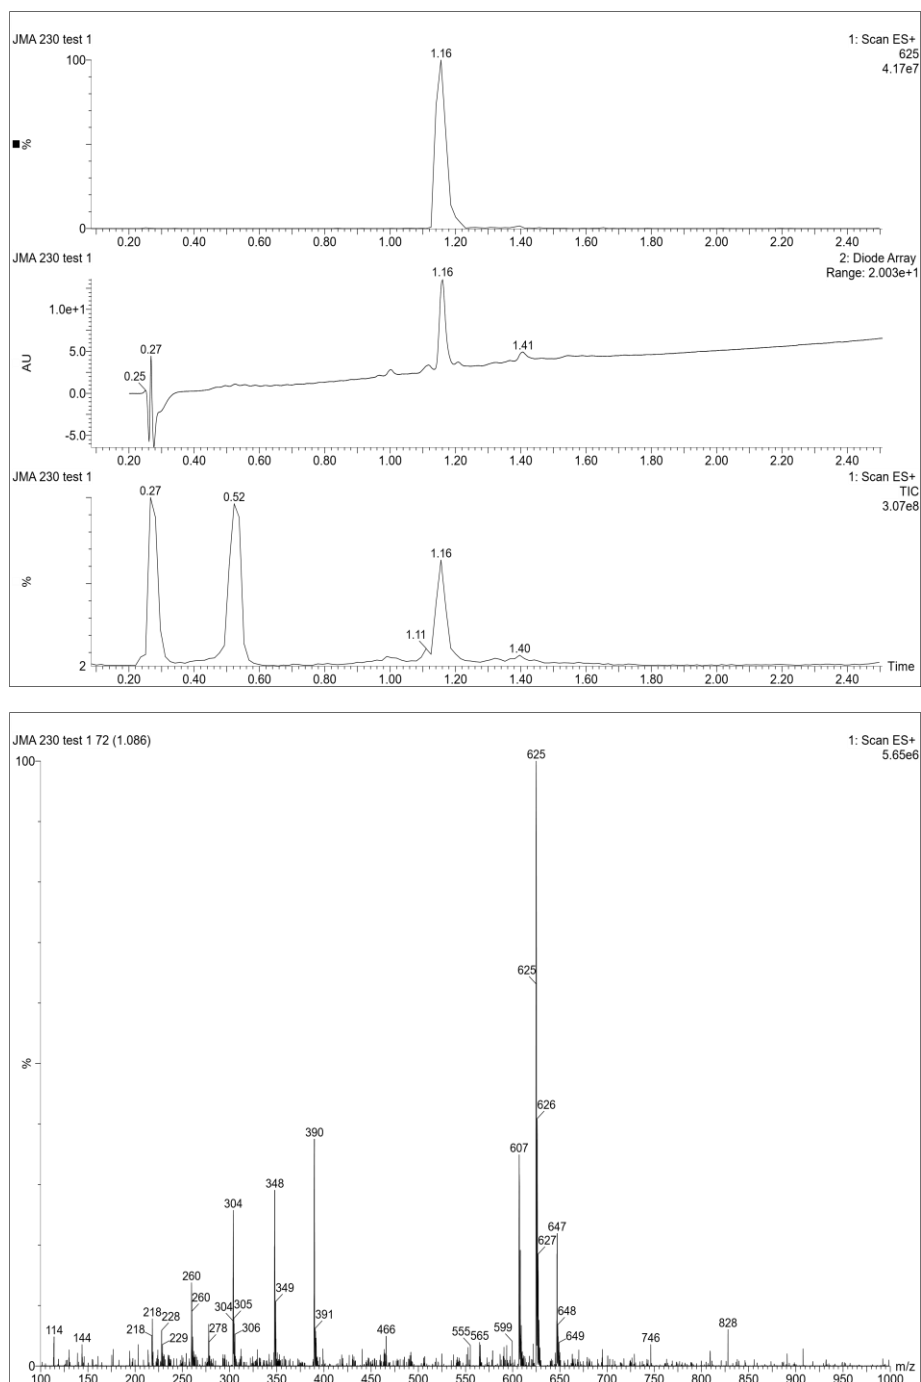 JMA 230 test 1
1: Scan ES+
625
4.17e7
100
%
0
1.16
0.20 0.40 0.60 0.80 1.00 1.20 1.40 1.60 1.80 2.00 2.20 2.40
JMA 230 test 1
2: Diode Array
Range: 2.003e+1
AU
1.0e+1
5.0
0.0
-5.0
0.25
0.27
1.16
1.41
0.20 0.40 0.60 0.80 1.00 1.20 1.40 1.60 1.80 2.00 2.20 2.40
JMA 230 test 1
1: Scan ES+
TIC
3.07e8
%
2
0.27
0.52
1.11
1.16
1.40
Time
0.20 0.40 0.60 0.80 1.00 1.20 1.40 1.60 1.80 2.00 2.20 2.40
JMA 230 test 1 72 (1.086)
1: Scan ES+
5.65e6
100
%
0
625
625
626
607
390
348
647
627
304
260
349
260
304
305
648
218
228
391
306
114
218
278
466
599
649
144
229
555
565
746
828
100 150 200 250 300 350 400 450 500 550 600 650 700 750 800 850 900 950 1000
m/z